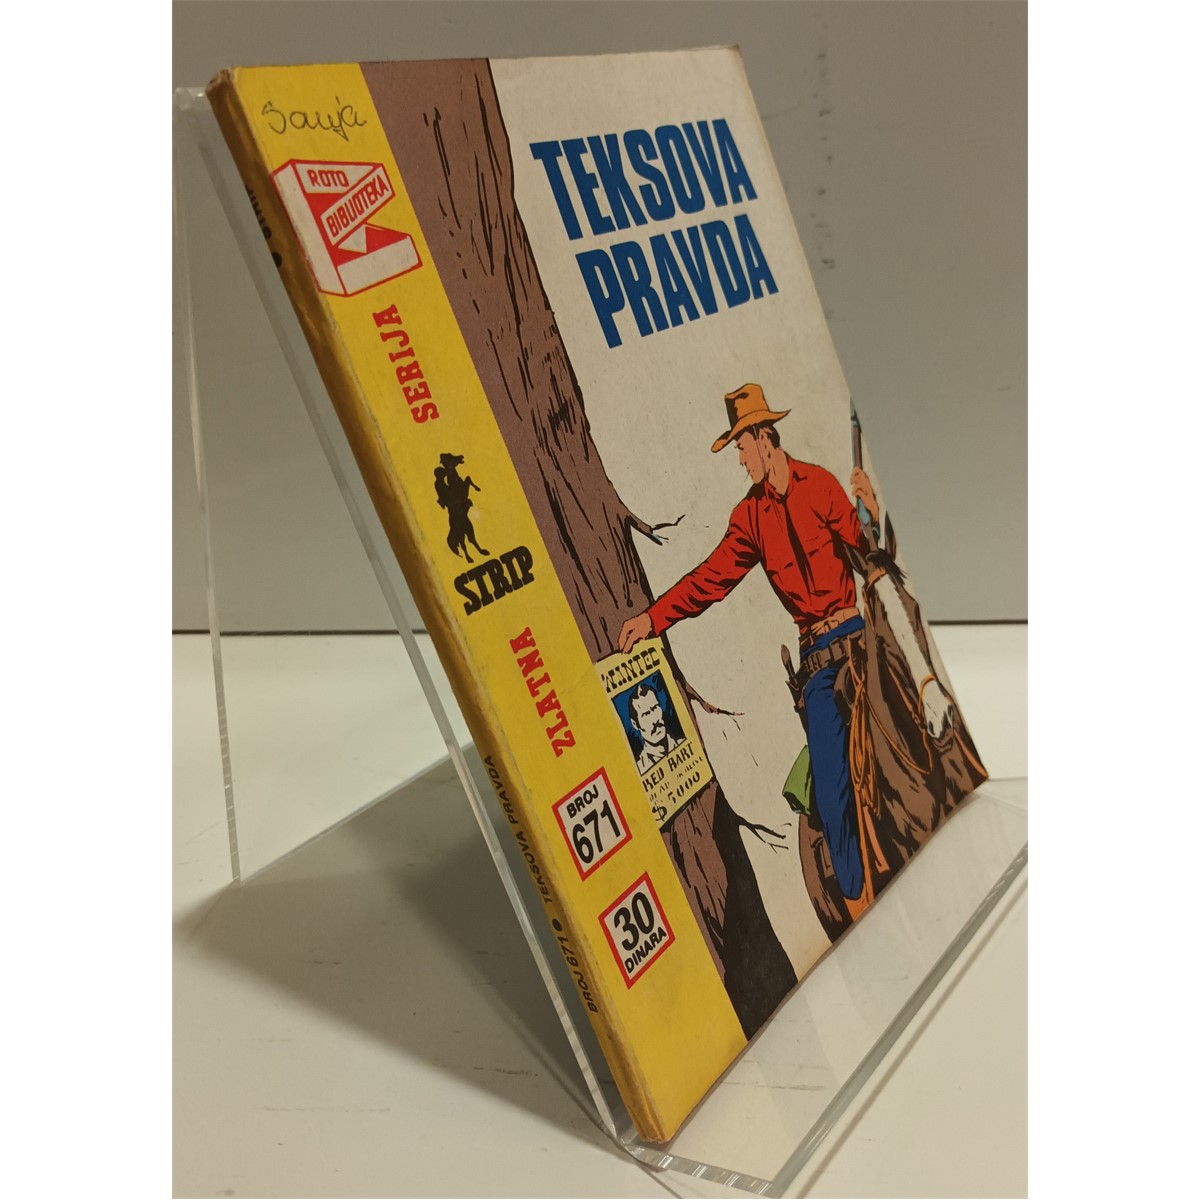 Sanja
ROTO
BIBLIOTEKA
SERIJA
STRIP
ZLATNA
BROJ
671
30
DINARA
TEKSOVA
PRAVDA
WANTED
RED BART
$ 5000
BROJ 671 ● TEKSOVA PRAVDA